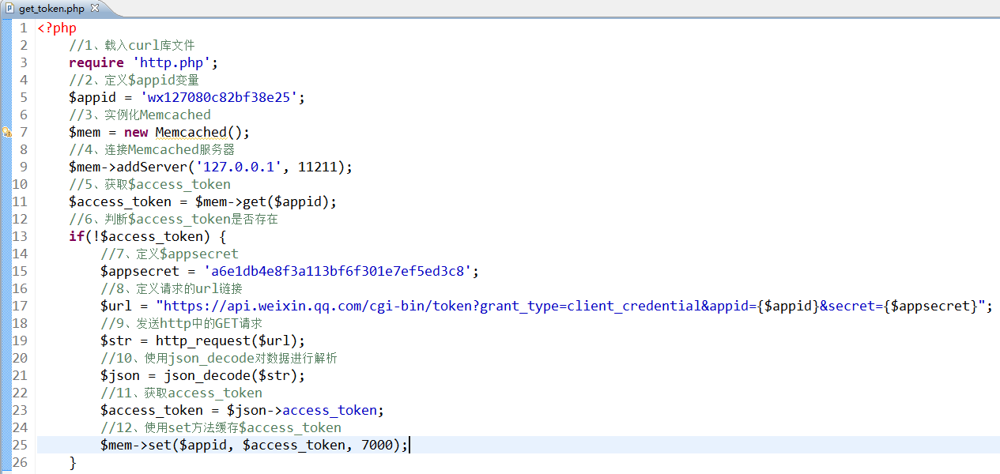 get_token.php
1 <?php
2 //1、载入curl库文件
3 require 'http.php';
4 //2、定义$appid变量
5 $appid = 'wx127080c82bf38e25';
6 //3、实例化Memcached
7 $mem = new Memcached();
8 //4、连接Memcached服务器
9 $mem->addServer('127.0.0.1', 11211);
10 //5、获取$access_token
11 $access_token = $mem->get($appid);
12 //6、判断$access_token是否存在
13 if(!$access_token) {
14 //7、定义$appsecret
15 $appsecret = 'a6e1db4e8f3a113bf6f301e7ef5ed3c8';
16 //8、定义请求的url链接
17 $url = "https://api.weixin.qq.com/cgi-bin/token?grant_type=client_credential&appid={$appid}&secret={$appsecret}";
18 //9、发送http中的GET请求
19 $str = http_request($url);
20 //10、使用json_decode对数据进行解析
21 $json = json_decode($str);
22 //11、获取access_token
23 $access_token = $json->access_token;
24 //12、使用set方法缓存$access_token
25 $mem->set($appid, $access_token, 7000);
26 }